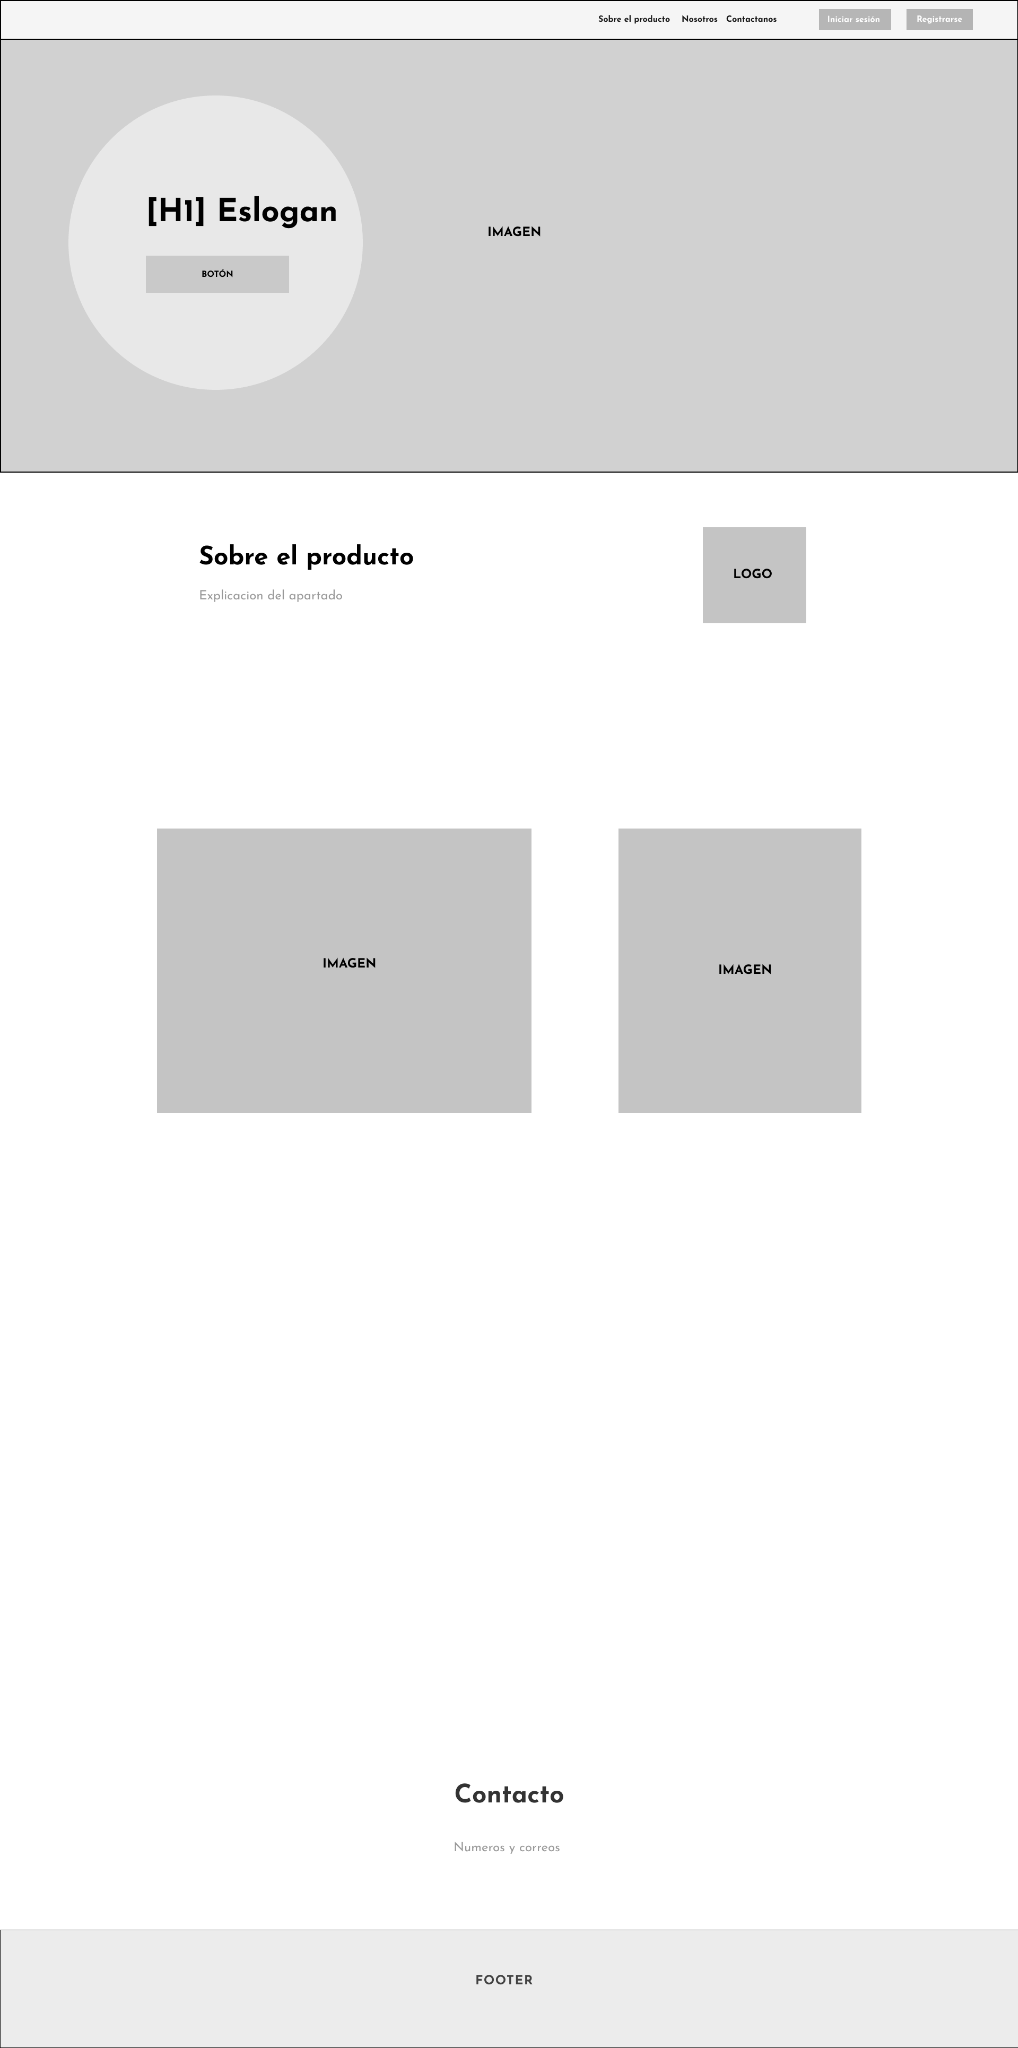 Sobre el producto Nosotros Contactanos Iniciar sesión Registrarse
[H1] Eslogan
IMAGEN
BOTÓN
Sobre el producto
LOGO
Explicacion del apartado
IMAGEN
IMAGEN
Contacto
Numeros y correos
FOOTER